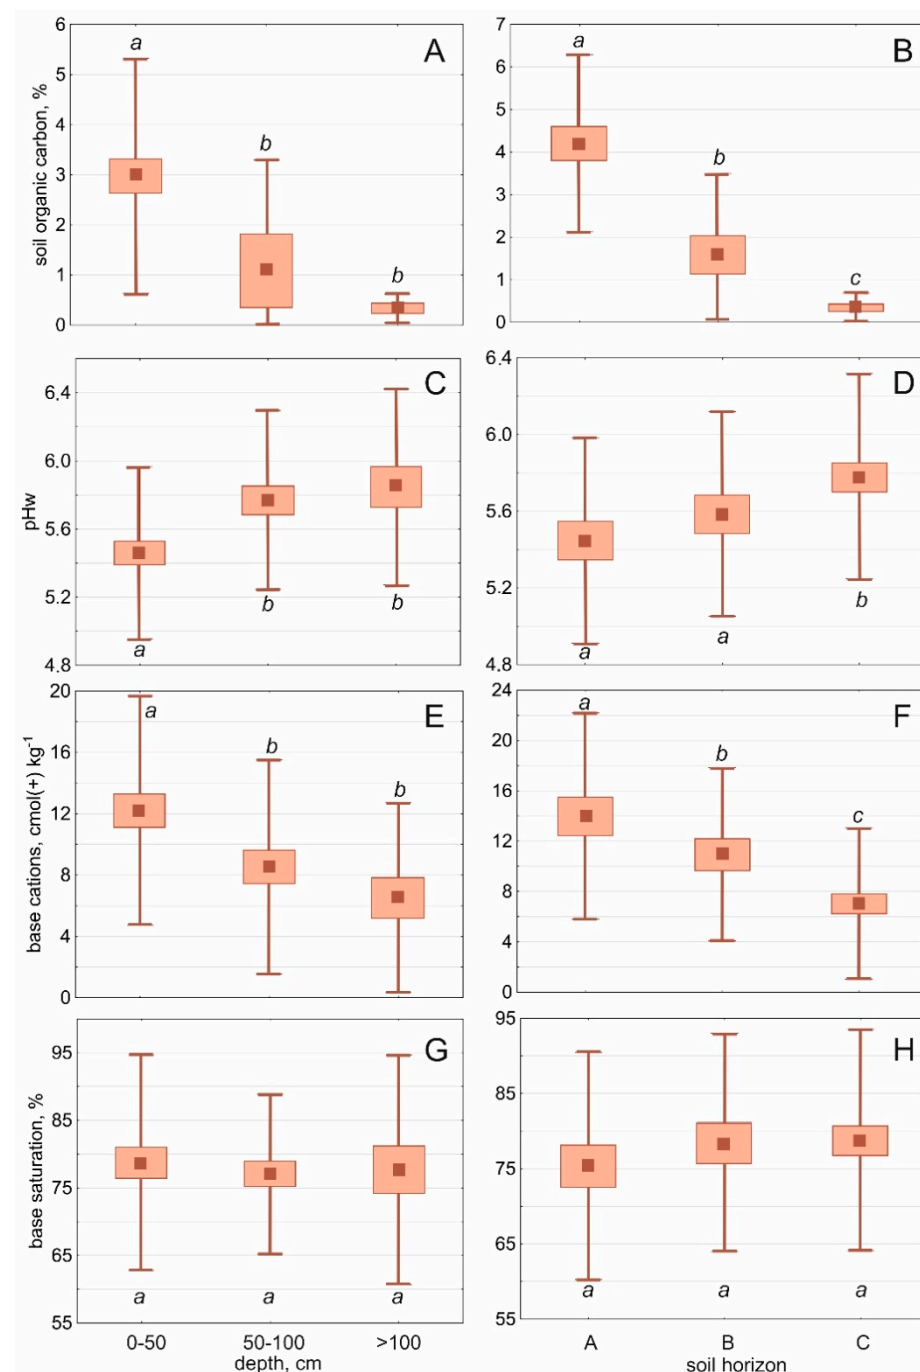 6
5
4
3
2
1
0
soil organic carbon, %
a
b
b
A
7
6
5
4
3
2
1
0
a
b
c
B
6.4
6.0
5.6
5.2
4.8
pHw
a
b
b
C
6.4
6.0
5.6
5.2
4.8
a
a
b
D
20
16
12
8
4
0
base cations, cmol(+) kg⁻¹
a
b
b
E
24
20
16
12
8
4
0
a
b
c
F
95
85
75
65
55
base saturation, %
a
a
a
G
0-50 50-100 >100
depth, cm
95
85
75
65
55
a
a
a
H
A B C
soil horizon